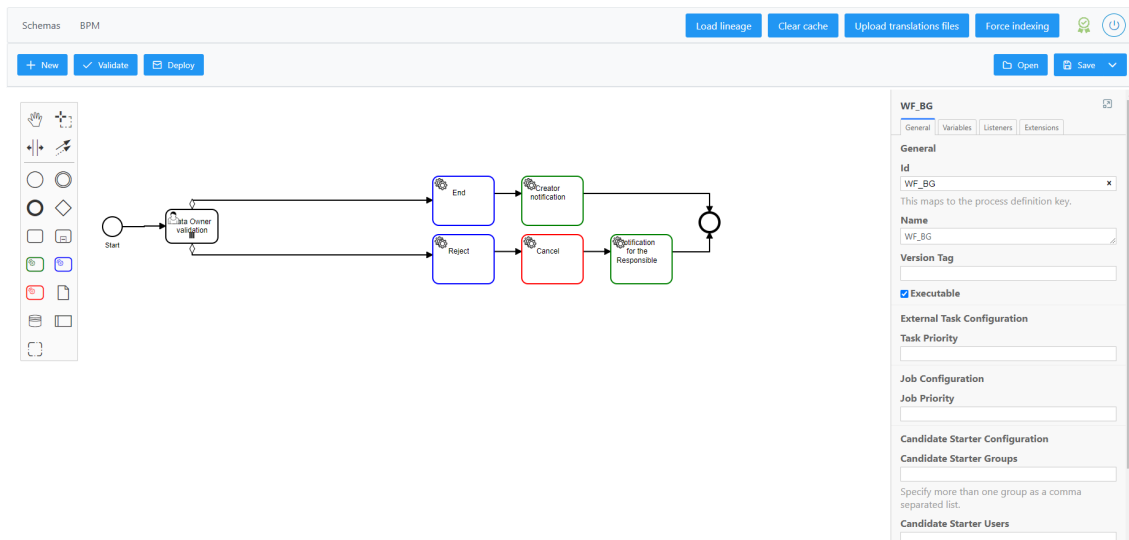 Schemas BPM Load lineage Clear cache Upload translations files Force indexing
New Validate Deploy Open Save
WF_BG
General Variables Listeners Extensions
General
Id
WF_BG
This maps to the process definition key.
Name
WF_BG
Version Tag
Executable
External Task Configuration
Task Priority
Job Configuration
Job Priority
Candidate Starter Configuration
Candidate Starter Groups
Specify more than one group as a comma
separated list.
Candidate Starter Users
Start
Owner
validation
End
Creator
notification
Reject
Cancel
for the
Responsible